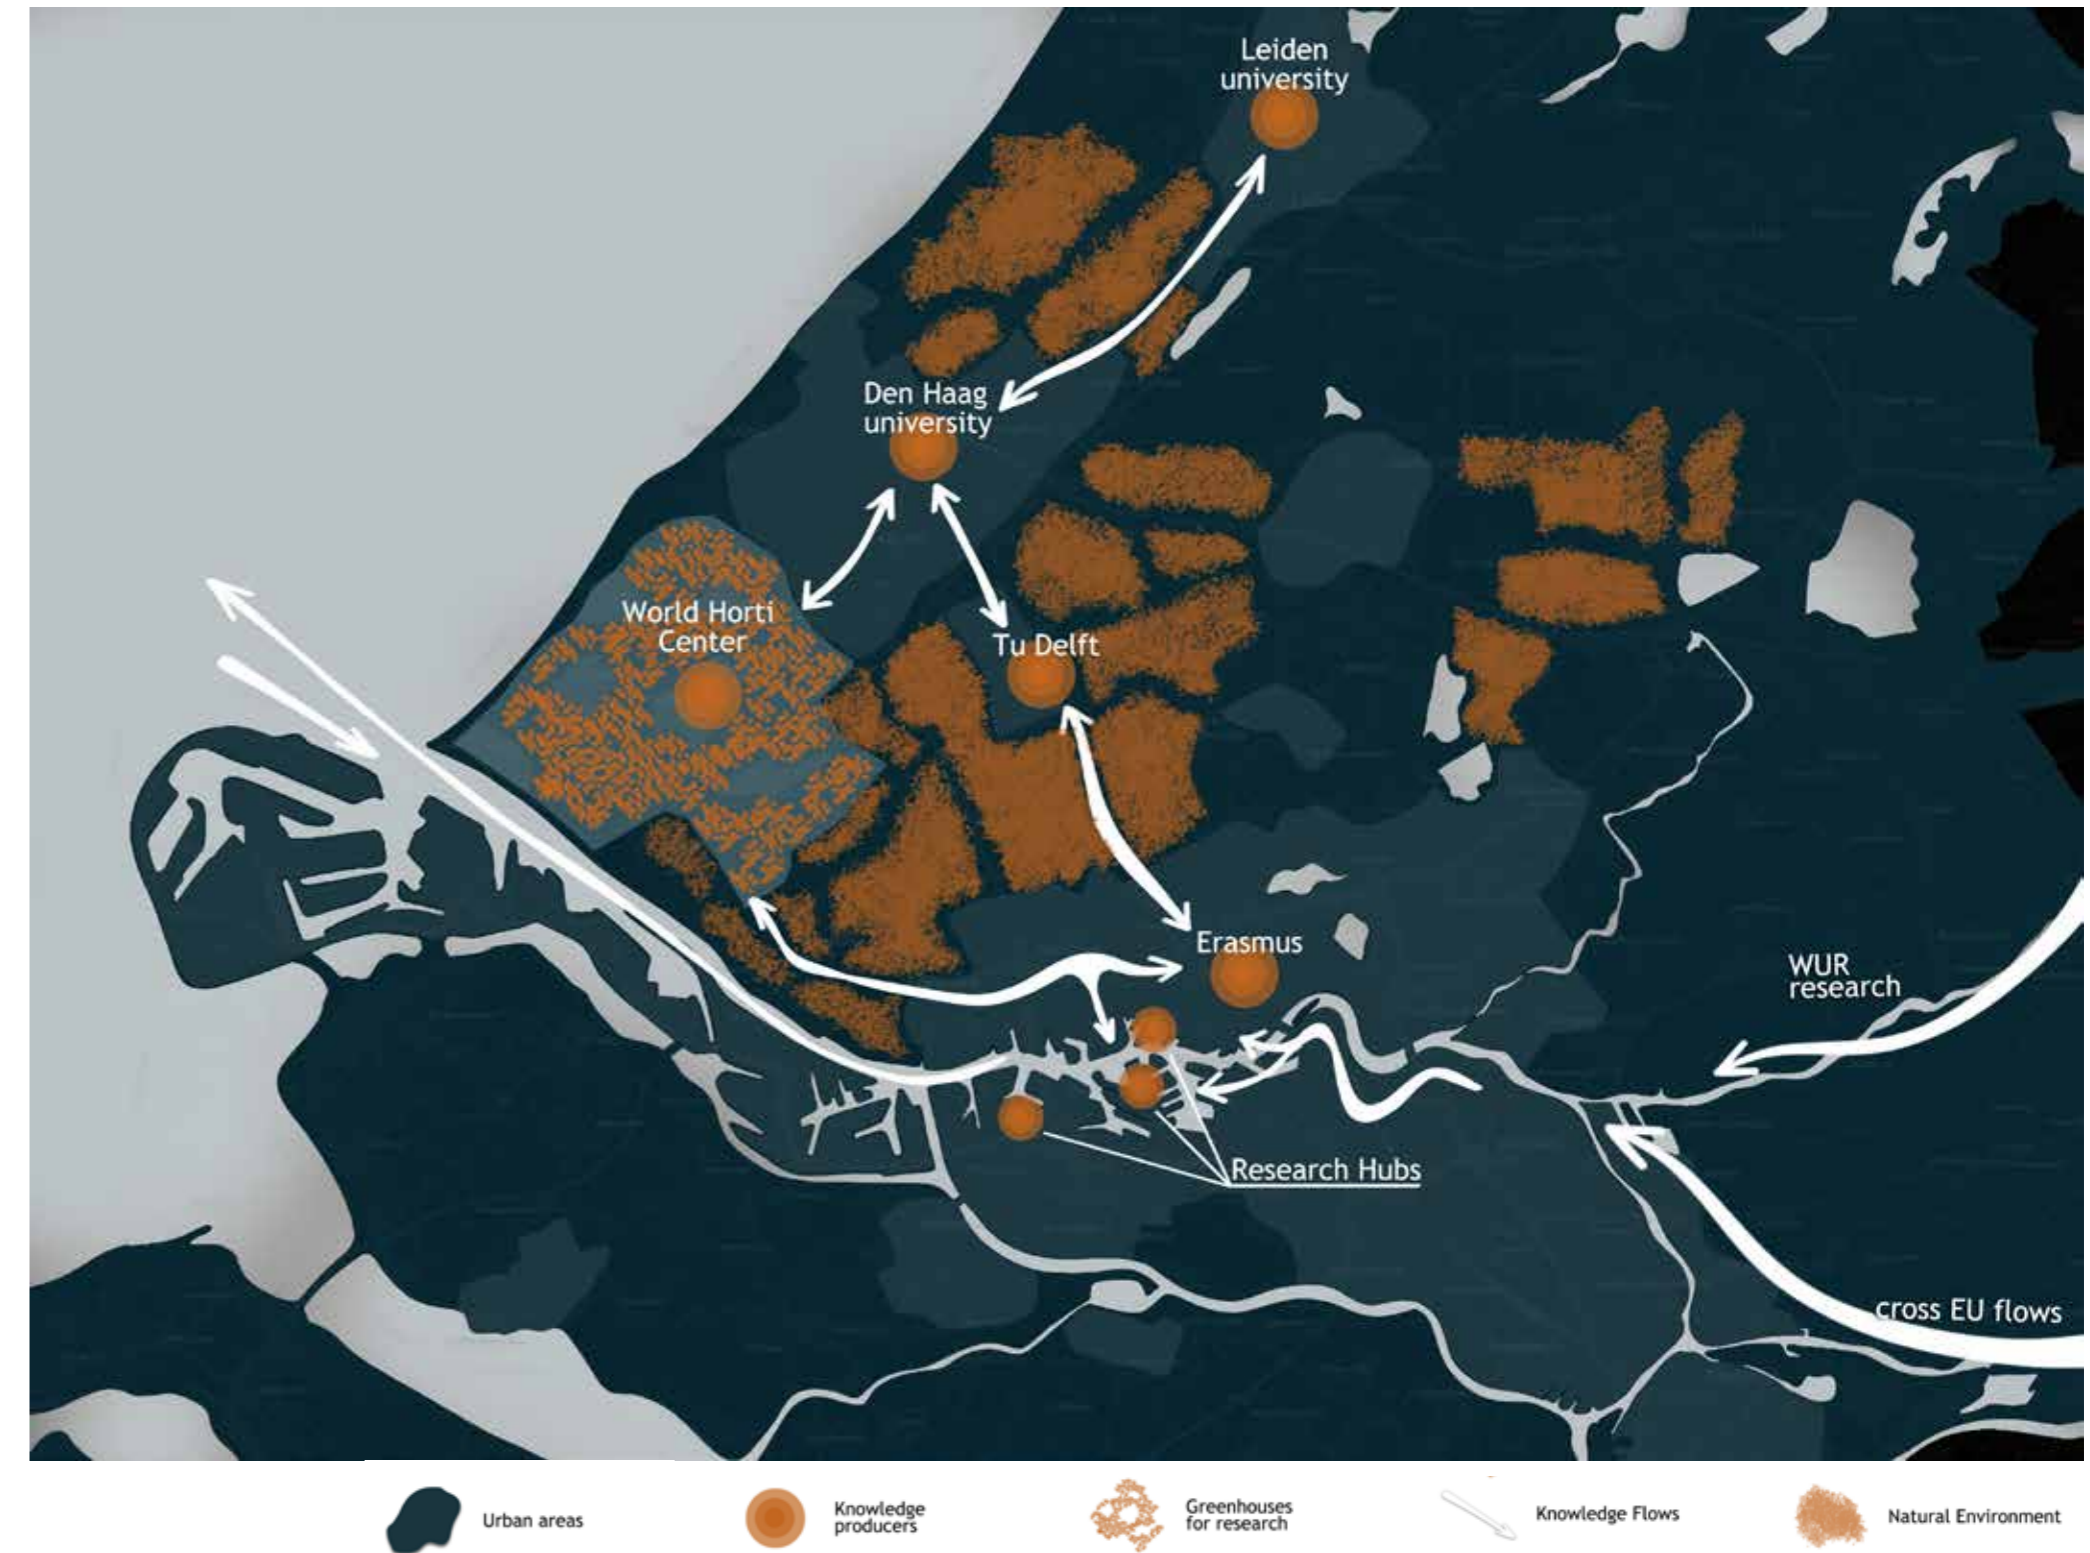 Leiden
university
Den Haag
university
World Horti
Center
Tu Delft
Erasmus
WUR
research
Research Hubs
cross EU flows
Urban areas
Knowledge
producers
Greenhouses
for research
Knowledge Flows
Natural Environment